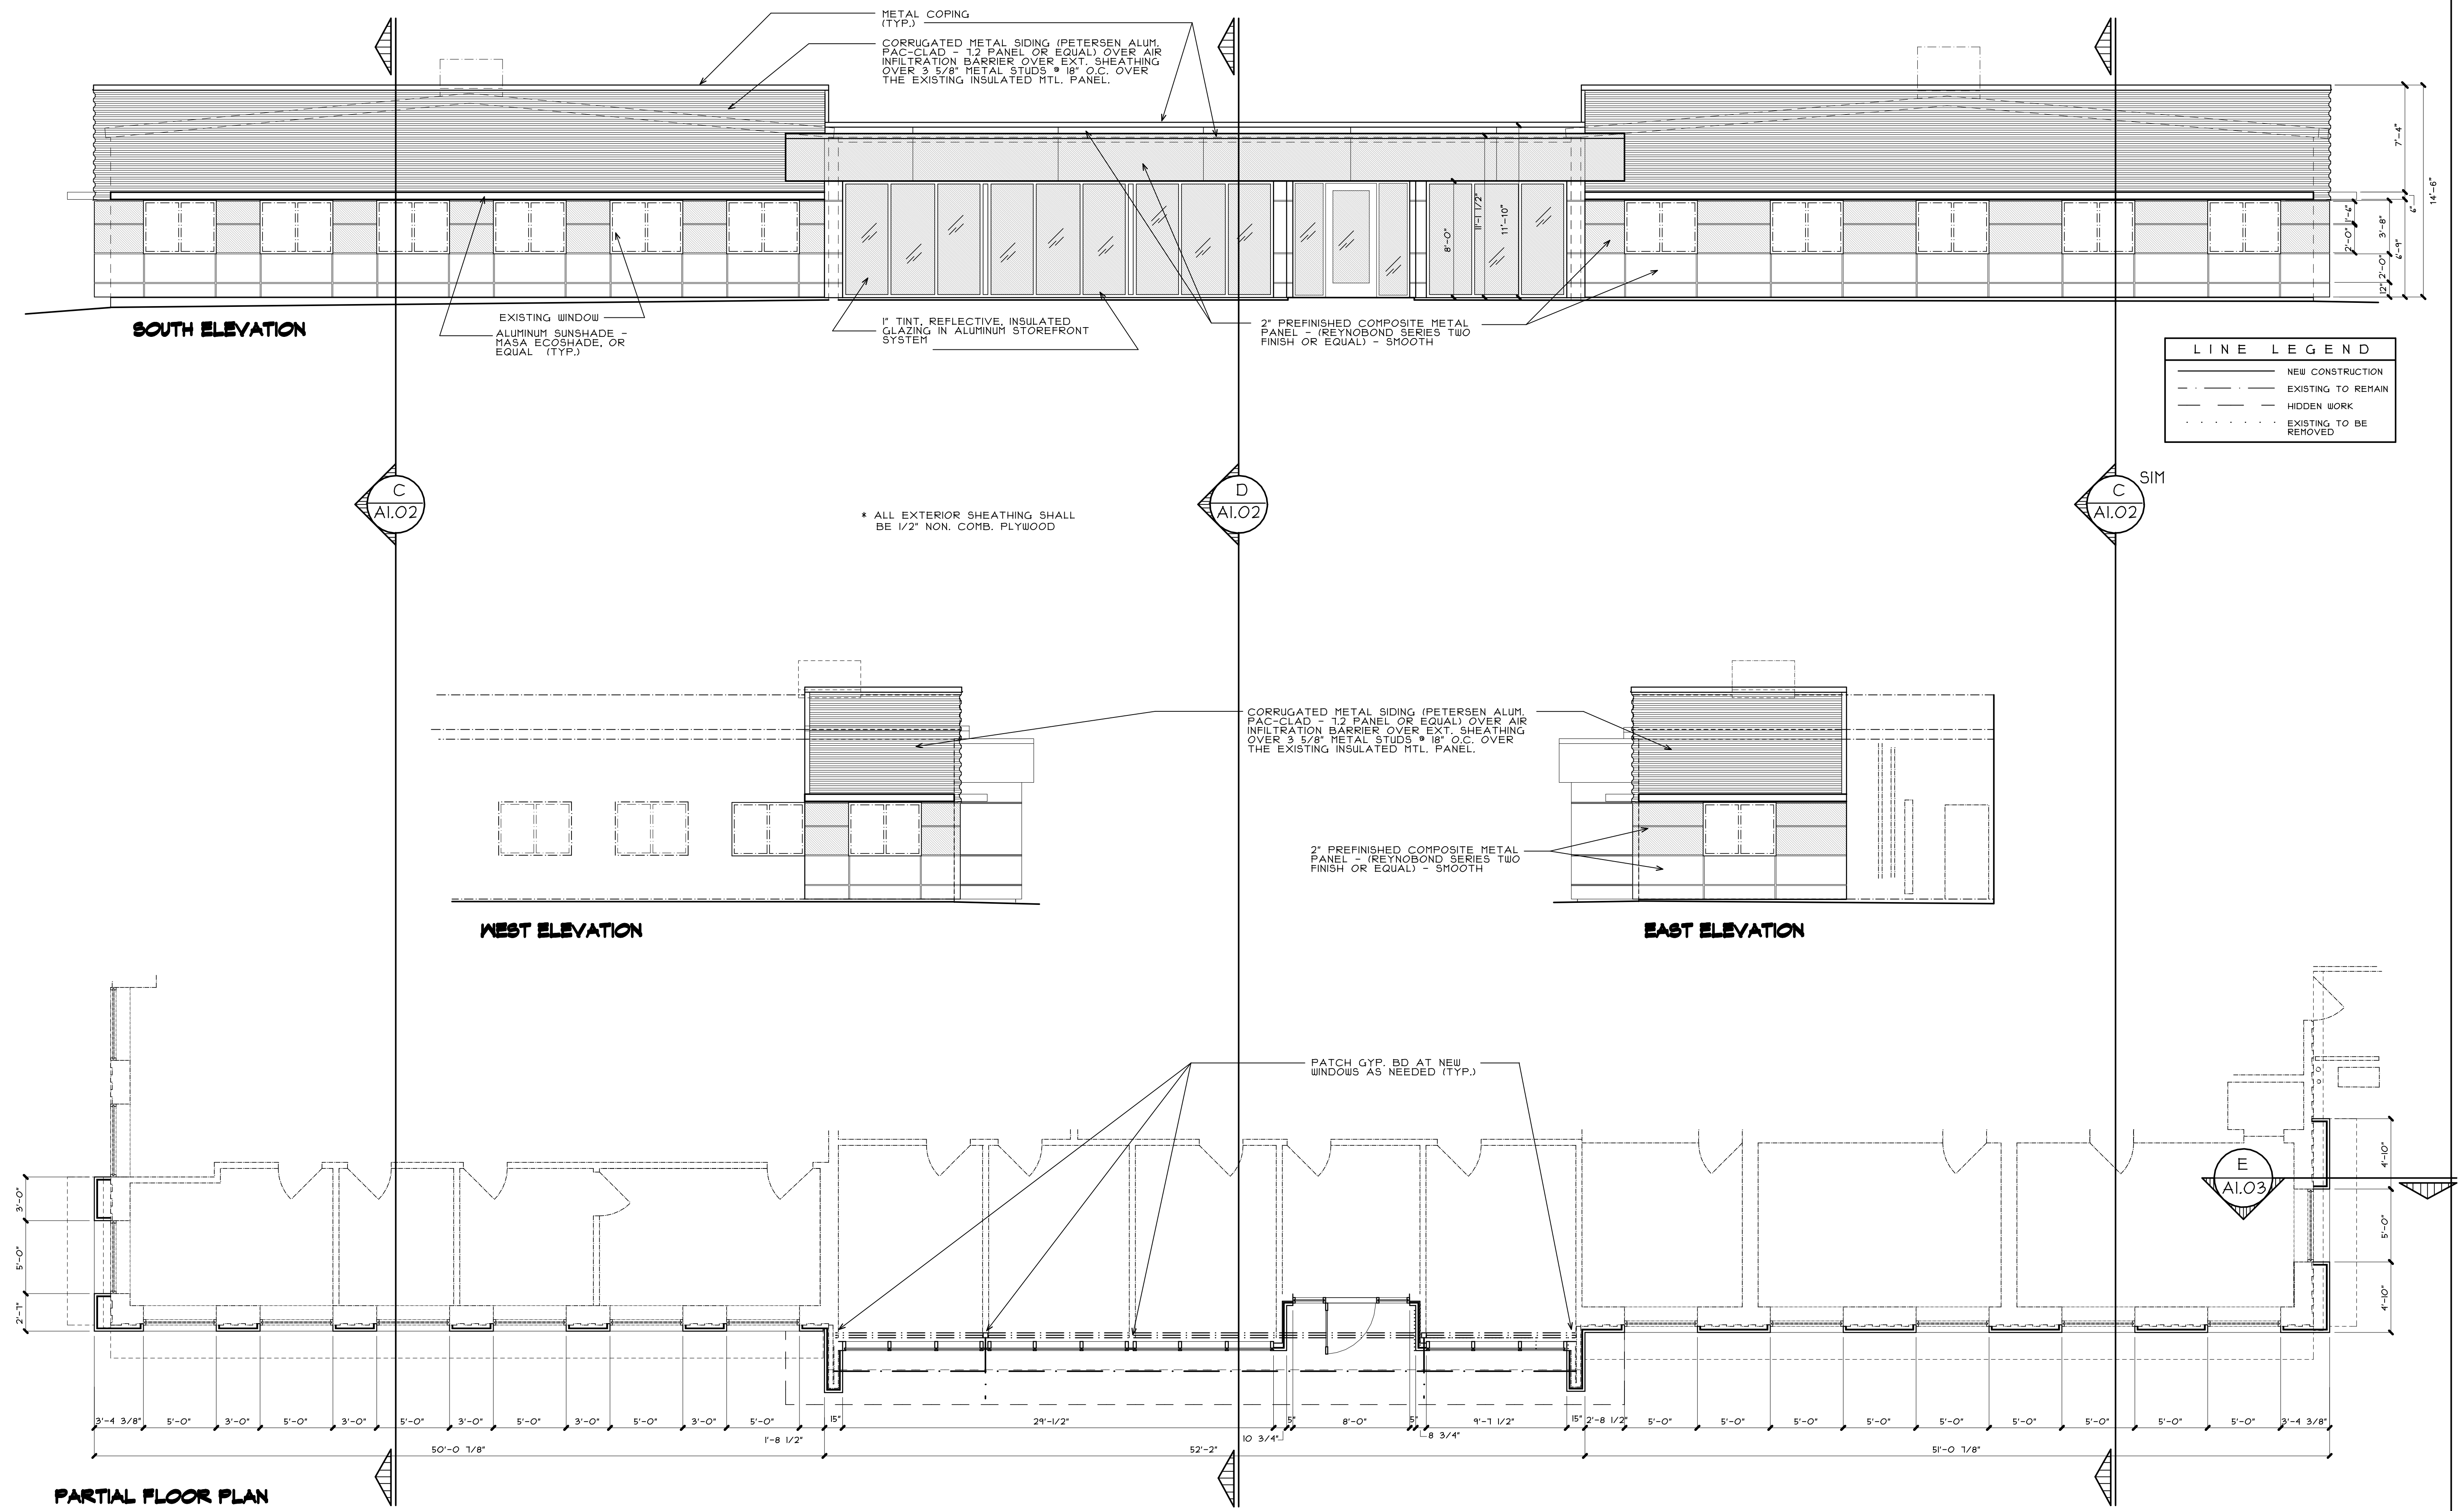 METAL COPING
(TYP.)
CORRUGATED METAL SIDING (PETERSEN ALUM.
PAC-CLAD - 7.2 PANEL OR EQUAL) OVER AIR
INFILTRATION BARRIER OVER EXT. SHEATHING
OVER 3 5/8" METAL STUDS @ 18" O.C. OVER
THE EXISTING INSULATED MTL. PANEL.
7'-4"
14'-6"
6"
1'-6"
2'-0"
3'-8"
6'-9"
2'-0"
12"
8'-0"
11'-1 1/2"
11'-10"
SOUTH ELEVATION
EXISTING WINDOW
ALUMINUM SUNSHADE -
MASA ECOSHADE, OR
EQUAL (TYP.)
1" TINT, REFLECTIVE, INSULATED
GLAZING IN ALUMINUM STOREFRONT
SYSTEM
2" PREFINISHED COMPOSITE METAL
PANEL - (REYNOBOND SERIES TWO
FINISH OR EQUAL) - SMOOTH
LINE LEGEND
NEW CONSTRUCTION
EXISTING TO REMAIN
HIDDEN WORK
EXISTING TO BE
REMOVED
C
A1.02
D
A1.02
C
A1.02
SIM
* ALL EXTERIOR SHEATHING SHALL
BE 1/2" NON. COMB. PLYWOOD
CORRUGATED METAL SIDING (PETERSEN ALUM.
PAC-CLAD - 7.2 PANEL OR EQUAL) OVER AIR
INFILTRATION BARRIER OVER EXT. SHEATHING
OVER 3 5/8" METAL STUDS @ 18" O.C. OVER
THE EXISTING INSULATED MTL. PANEL.
2" PREFINISHED COMPOSITE METAL
PANEL - (REYNOBOND SERIES TWO
FINISH OR EQUAL) - SMOOTH
WEST ELEVATION
EAST ELEVATION
PATCH GYP. BD AT NEW
WINDOWS AS NEEDED (TYP.)
E
A1.03
3'-0"
5'-0"
2'-7"
4'-10"
5'-0"
4'-10"
3'-4 3/8" 5'-0" 3'-0" 5'-0" 3'-0" 5'-0" 3'-0" 5'-0" 3'-0" 5'-0" 3'-0" 5'-0" 15" 29'-1/2" 5" 8'-0" 5" 9'-7 1/2" 15" 2'-8 1/2" 5'-0" 5'-0" 5'-0" 5'-0" 5'-0" 5'-0" 5'-0" 5'-0" 5'-0" 3'-4 3/8"
1'-8 1/2" 10 3/4" 8 3/4"
50'-0 7/8" 52'-2" 51'-0 7/8"
PARTIAL FLOOR PLAN